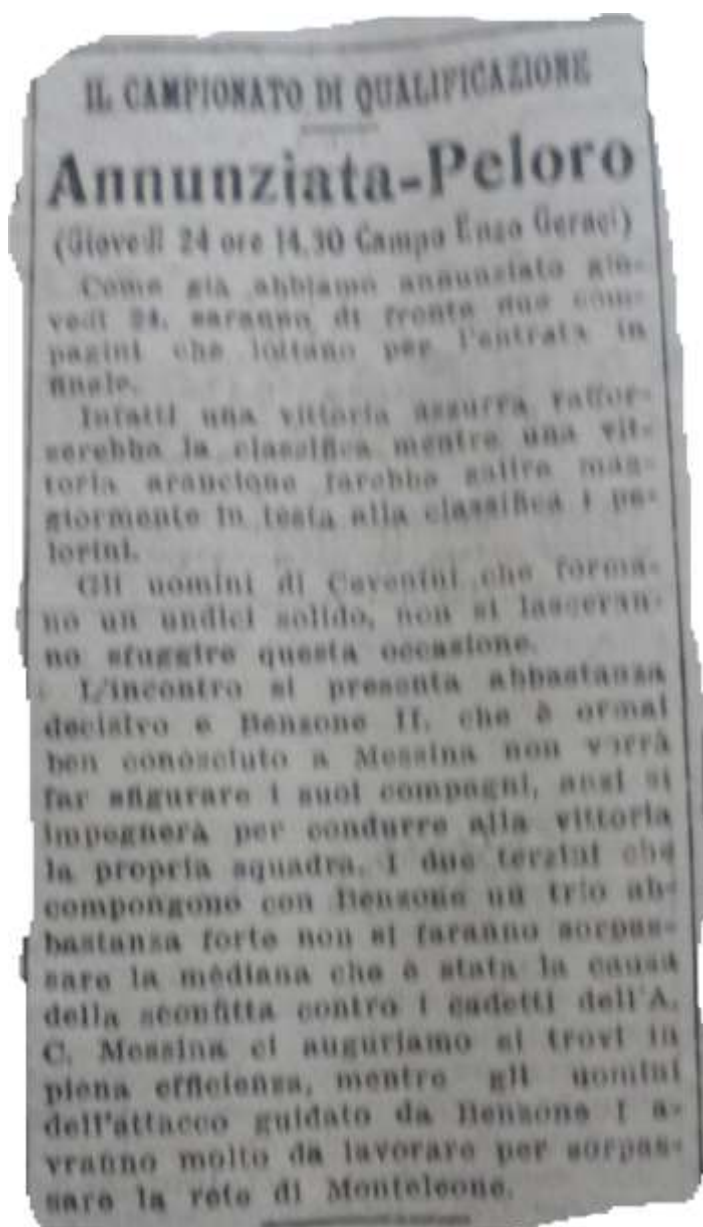 IL CAMPIONATO DI QUALIFICAZIONE
Annunziata-Peloro
(Giovedì 24 ore 14,30 Campo Enzo Geraci)
Come già abbiamo annunziato gio-
vedì 24, saranno di fronte due com-
pagini che lottano per l'entrata in
finale.
Infatti una vittoria azzurra raffor-
zerebbe la classifica mentre una vit-
toria arancione farebbe salire mag-
giormente in testa alla classifica i pe-
lorini.
Gli uomini di Caventni che forma-
no un undici solido, non si lasceran-
no sfuggire questa occasione.
L'incontro si presenta abbastanza
decisivo e Benzone II, che è ormai
ben conosciuto a Messina non vorrà
far sfigurare i suoi compagni, anzi si
impegnerà per condurre alla vittoria
la propria squadra. I due terzini che
compongono con Benzone un trio ab-
bastanza forte non si faranno sorpas-
sare la mediana che è stata la causa
della sconfitta contro i cadetti dell'A.
C. Messina ci auguriamo si trovi in
piena efficienza, mentre gli uomini
dell'attacco guidato da Benzone I a-
vranno molto da lavorare per sorpas-
sare la rete di Monteleone.